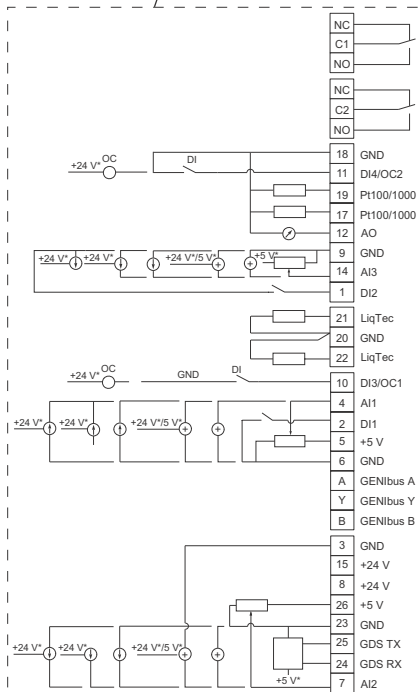 NC
C1
NO
NC
C2
NO
18 GND
+24 V* OC DI 11 DI4/OC2
19 Pt100/1000
17 Pt100/1000
12 AO
9 GND
+24 V* +24 V* +24 V*/5 V* +5 V*
14 AI3
1 DI2
21 LiqTec
20 GND
22 LiqTec
+24 V* OC GND DI 10 DI3/OC1
4 AI1
+24 V* +24 V* +24 V*/5 V* 2 DI1
5 +5 V
6 GND
A GENIbus A
Y GENIbus Y
B GENIbus B
3 GND
15 +24 V
8 +24 V
26 +5 V
23 GND
25 GDS TX
+24 V* +24 V* +24 V*/5 V* 24 GDS RX
+5 V* 7 AI2